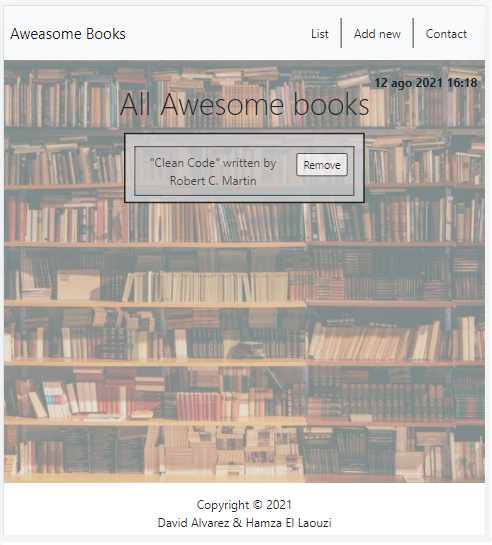 Aweasome Books
List
Add new
Contact
12 ago 2021 16:18
All Awesome books
"Clean Code" written by
Robert C. Martin
Remove
Copyright © 2021
David Alvarez & Hamza El Laouzi